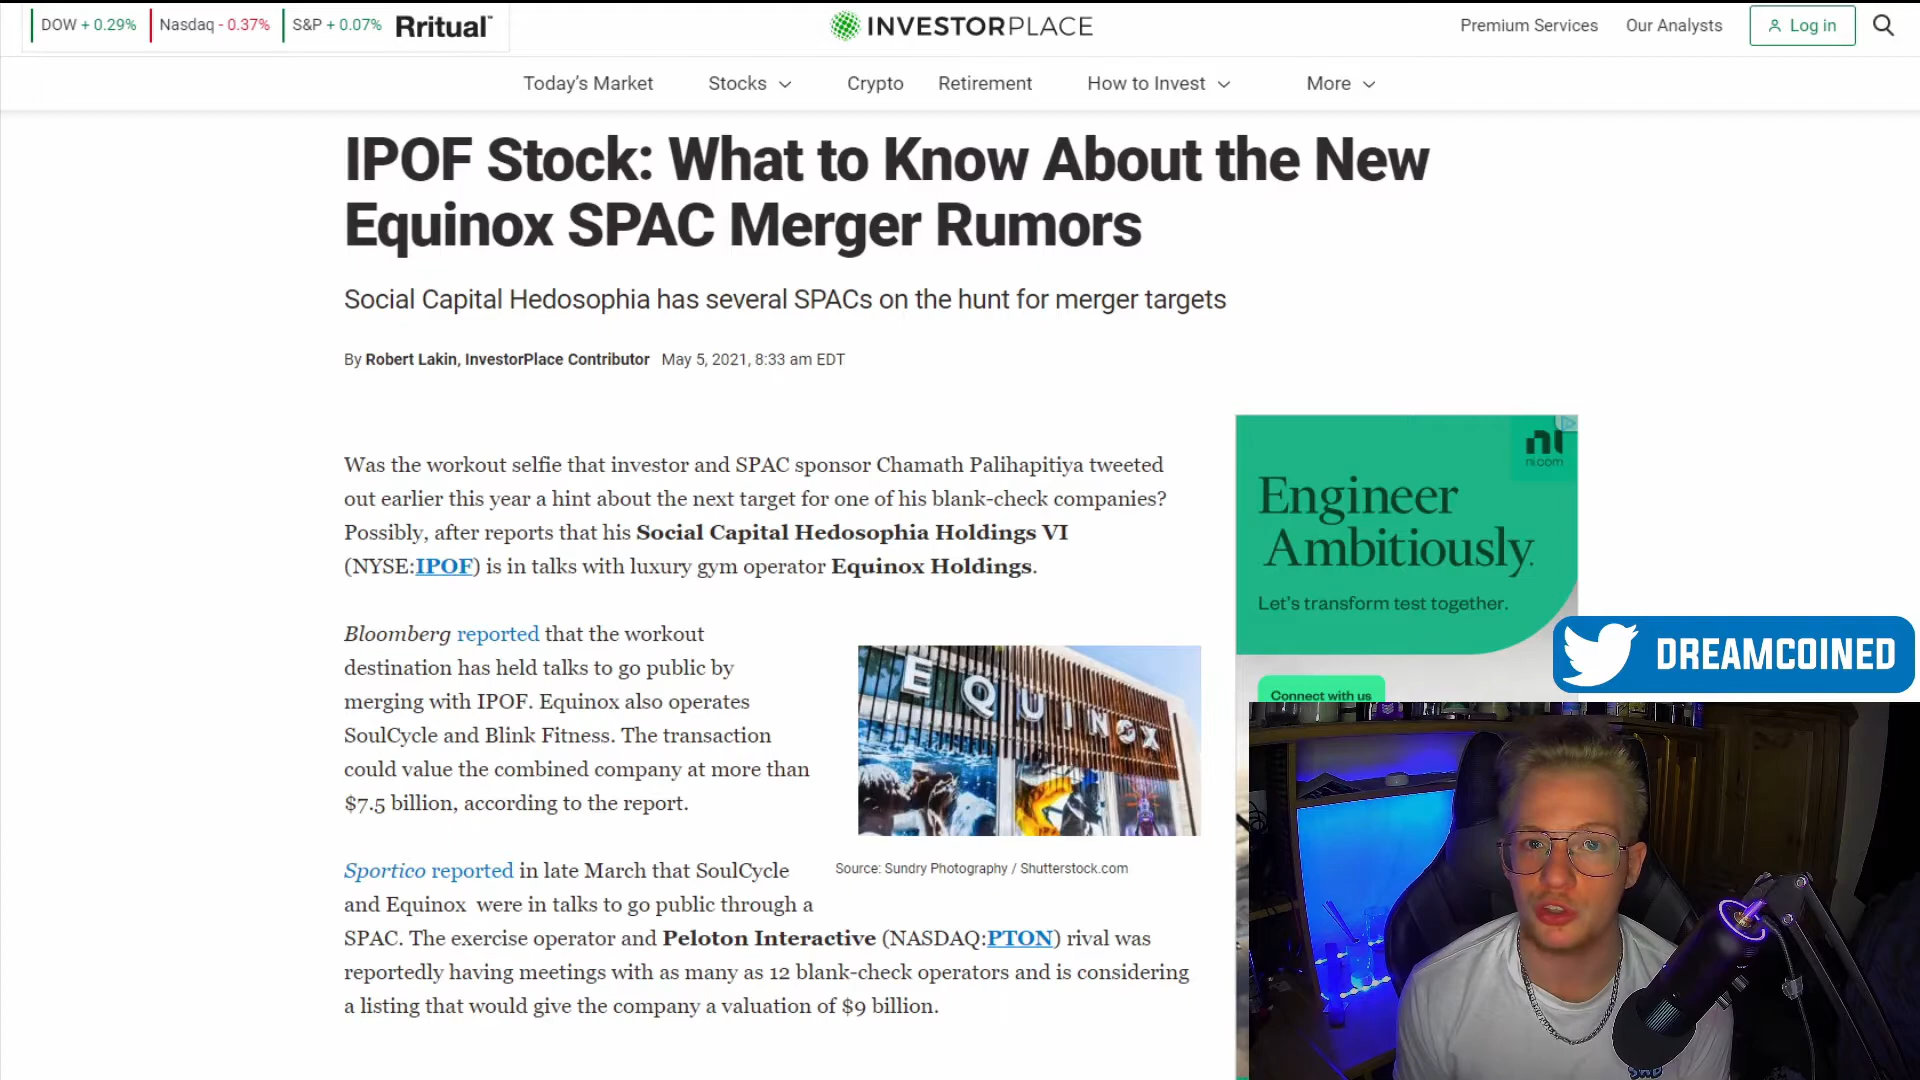 DOW + 0.29% Nasdaq - 0.37% S&P + 0.07% Rritual™ INVESTORPLACE Premium Services Our Analysts Log in
Today's Market Stocks Crypto Retirement How to Invest More
IPOF Stock: What to Know About the New
Equinox SPAC Merger Rumors
Social Capital Hedosophia has several SPACs on the hunt for merger targets
By Robert Lakin, InvestorPlace Contributor May 5, 2021, 8:33 am EDT
Was the workout selfie that investor and SPAC sponsor Chamath Palihapitiya tweeted
out earlier this year a hint about the next target for one of his blank-check companies?
Possibly, after reports that his Social Capital Hedosophia Holdings VI
(NYSE:IPOF) is in talks with luxury gym operator Equinox Holdings.
Bloomberg reported that the workout
destination has held talks to go public by
merging with IPOF. Equinox also operates
SoulCycle and Blink Fitness. The transaction
could value the combined company at more than
$7.5 billion, according to the report.
EQUINOX
Source: Sundry Photography / Shutterstock.com
Sportico reported in late March that SoulCycle
and Equinox were in talks to go public through a
SPAC. The exercise operator and Peloton Interactive (NASDAQ:PTON) rival was
reportedly having meetings with as many as 12 blank-check operators and is considering
a listing that would give the company a valuation of $9 billion.
ni
ni.com
Engineer
Ambitiously.
Let's transform test together.
Connect with us
DREAMCOINED